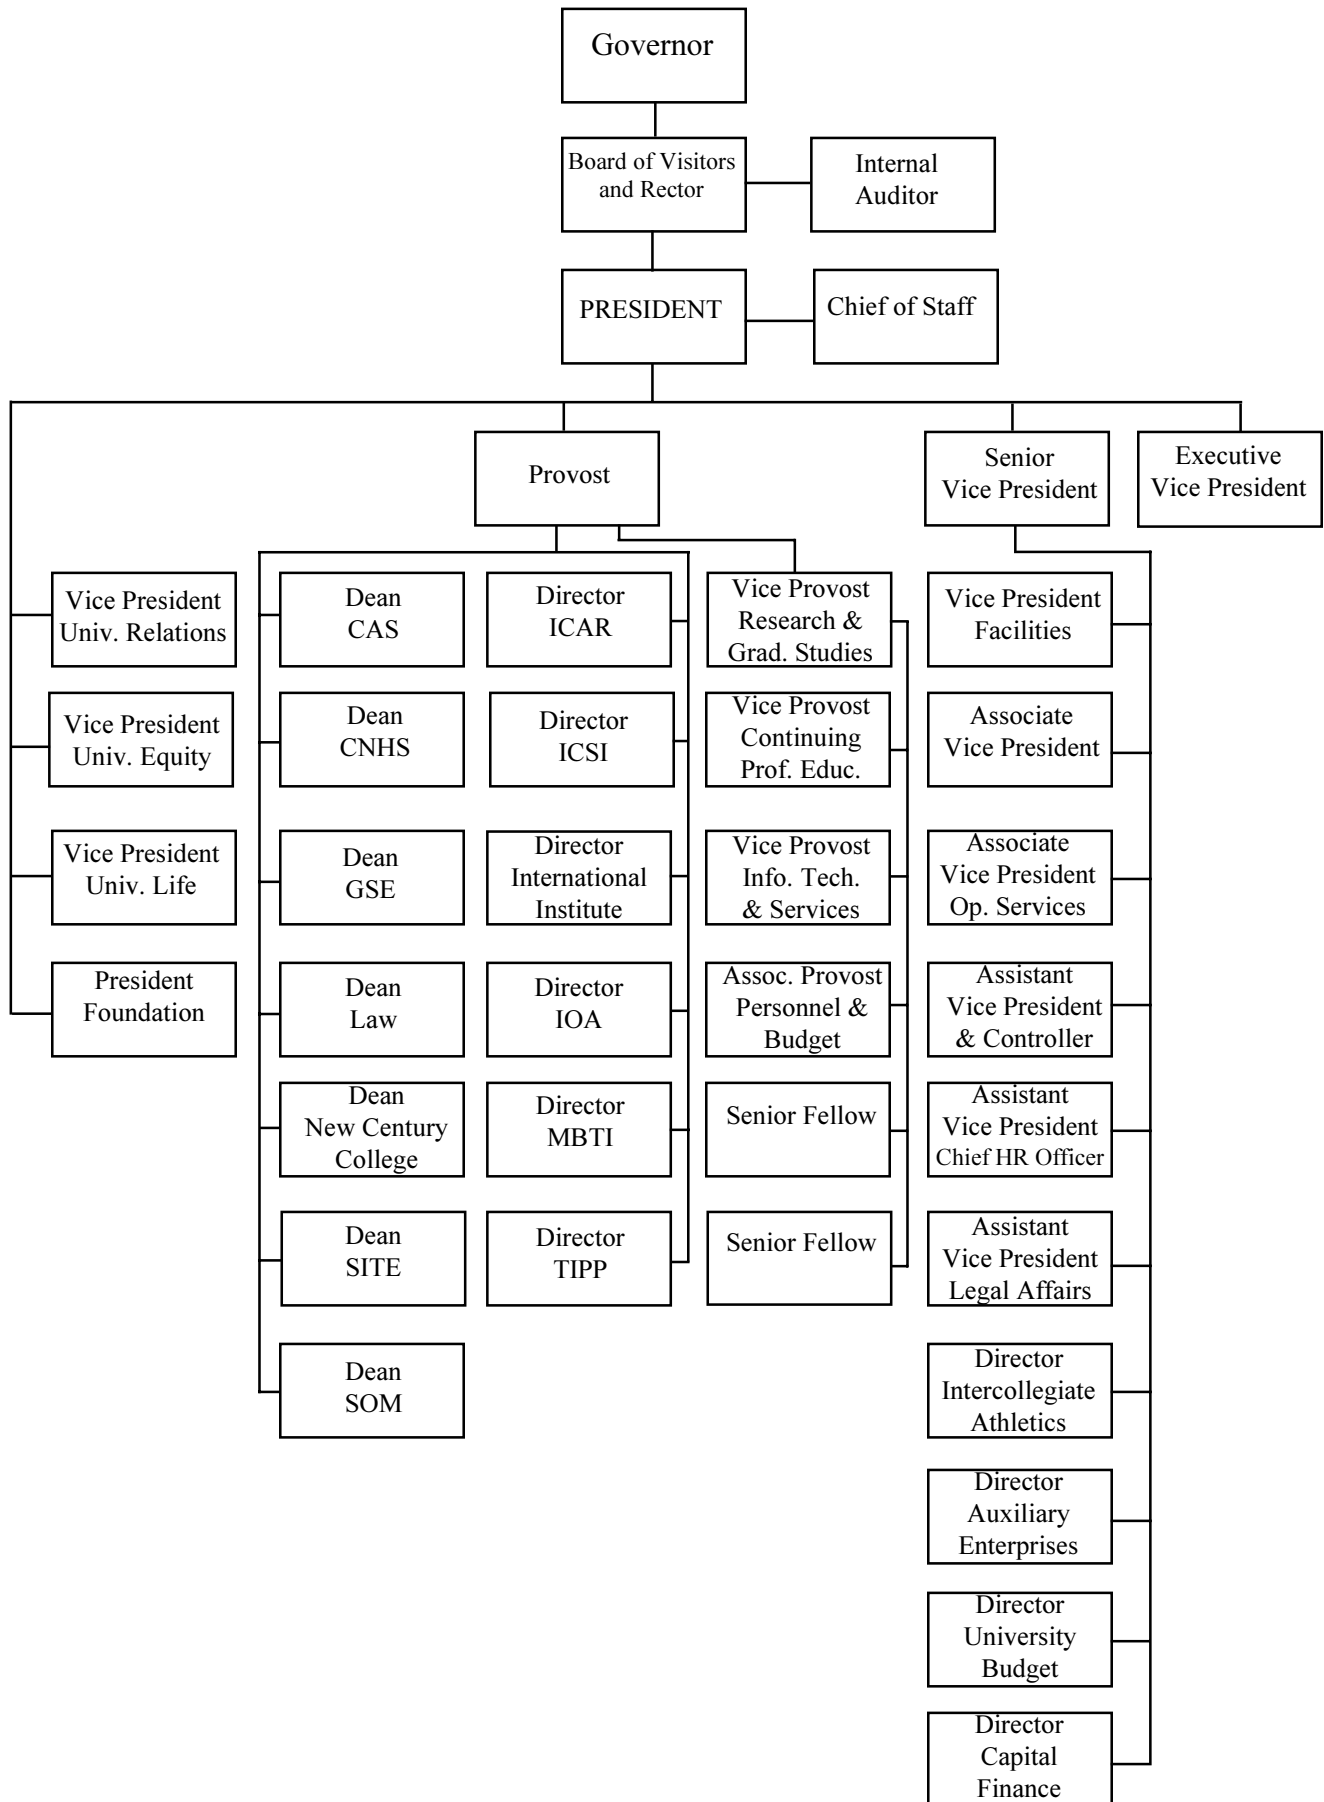 Governor
Board of Visitors
and Rector
Internal
Auditor
PRESIDENT
Chief of Staff
Provost
Senior
Vice President
Executive
Vice President
Vice President
Univ. Relations
Vice President
Univ. Equity
Vice President
Univ. Life
President
Foundation
Dean
CAS
Dean
CNHS
Dean
GSE
Dean
Law
Dean
New Century
College
Dean
SITE
Dean
SOM
Director
ICAR
Director
ICSI
Director
International
Institute
Director
IOA
Director
MBTI
Director
TIPP
Vice Provost
Research &
Grad. Studies
Vice Provost
Continuing
Prof. Educ.
Vice Provost
Info. Tech.
& Services
Assoc. Provost
Personnel &
Budget
Senior Fellow
Senior Fellow
Vice President
Facilities
Associate
Vice President
Associate
Vice President
Op. Services
Assistant
Vice President
& Controller
Assistant
Vice President
Chief HR Officer
Assistant
Vice President
Legal Affairs
Director
Intercollegiate
Athletics
Director
Auxiliary
Enterprises
Director
University
Budget
Director
Capital
Finance